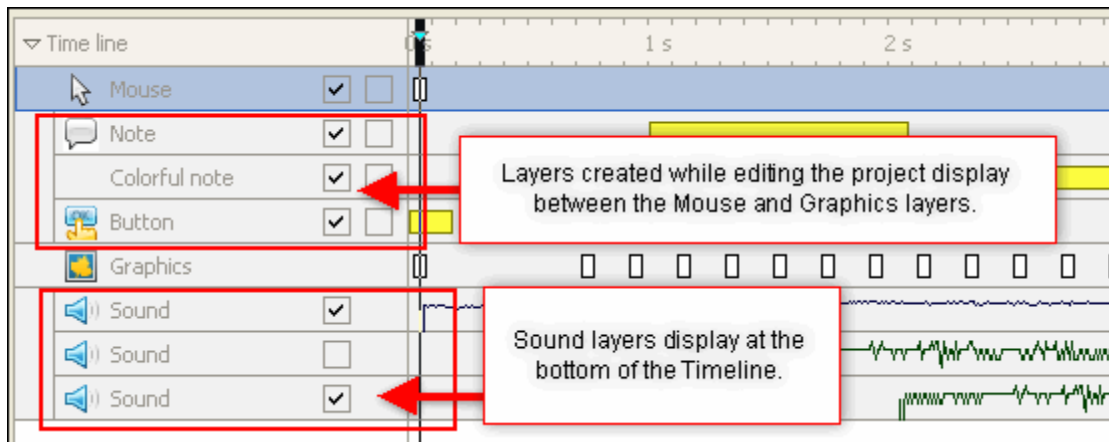 Time line
0 s 1 s 2 s
Mouse
Note
Colorful note
Button
Graphics
Sound
Sound
Sound
Layers created while editing the project display
between the Mouse and Graphics layers.
Sound layers display at the
bottom of the Timeline.